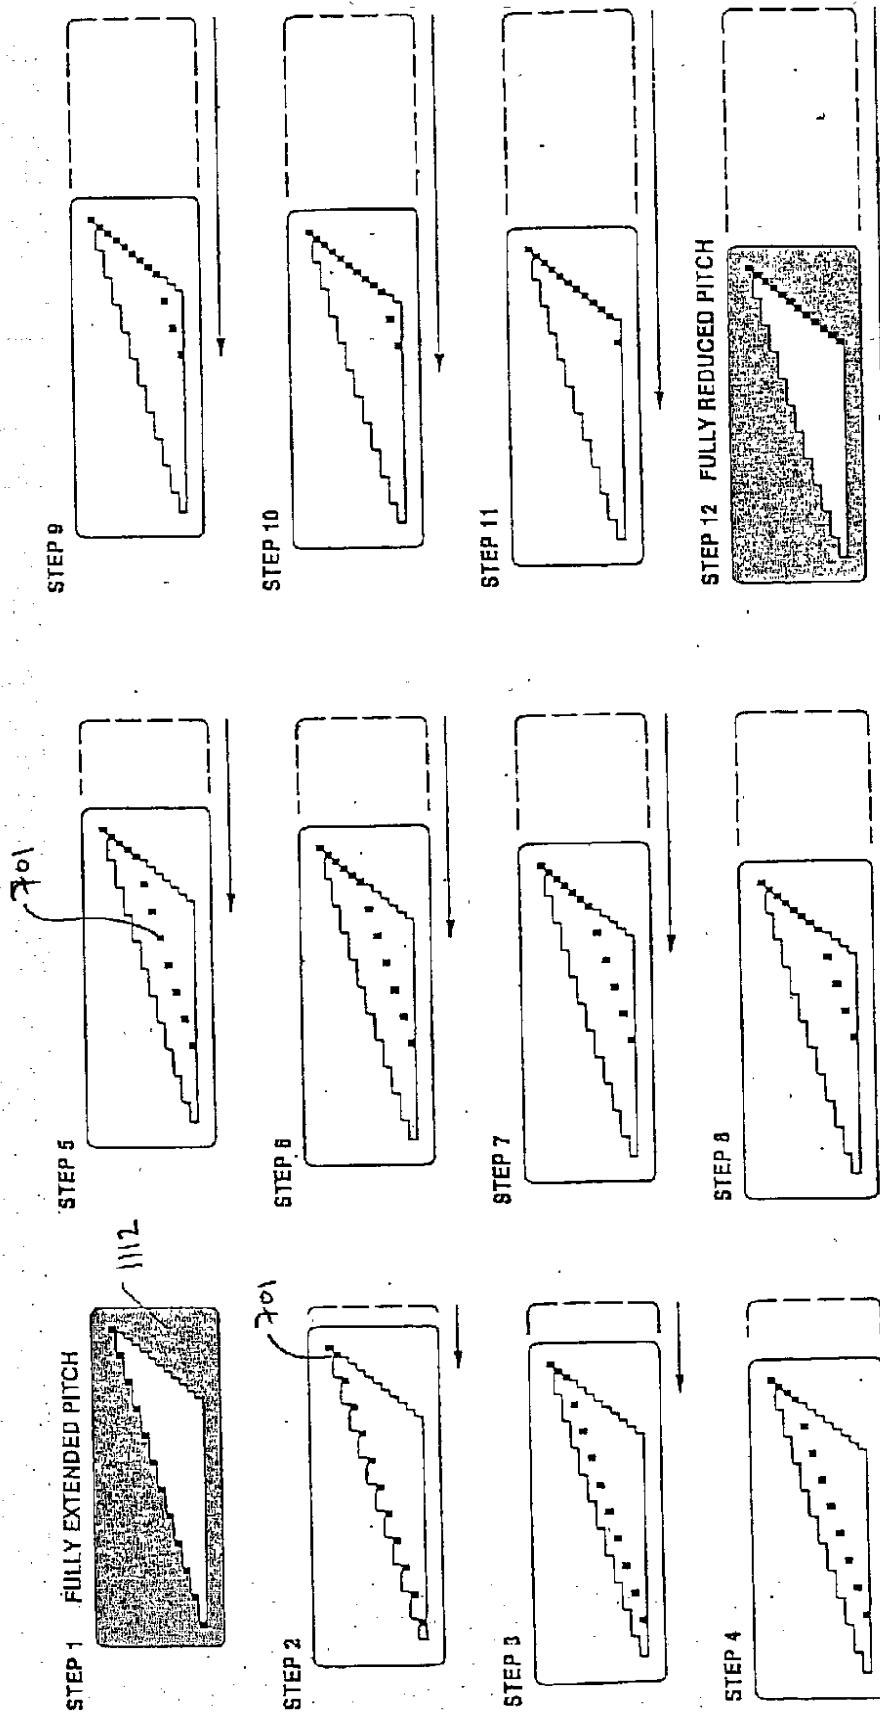 STEP 1 FULLY EXTENDED PITCH
1112
STEP 2
701
STEP 3
STEP 4
STEP 5
701
STEP 6
STEP 7
STEP 8
STEP 9
STEP 10
STEP 11
STEP 12 FULLY REDUCED PITCH